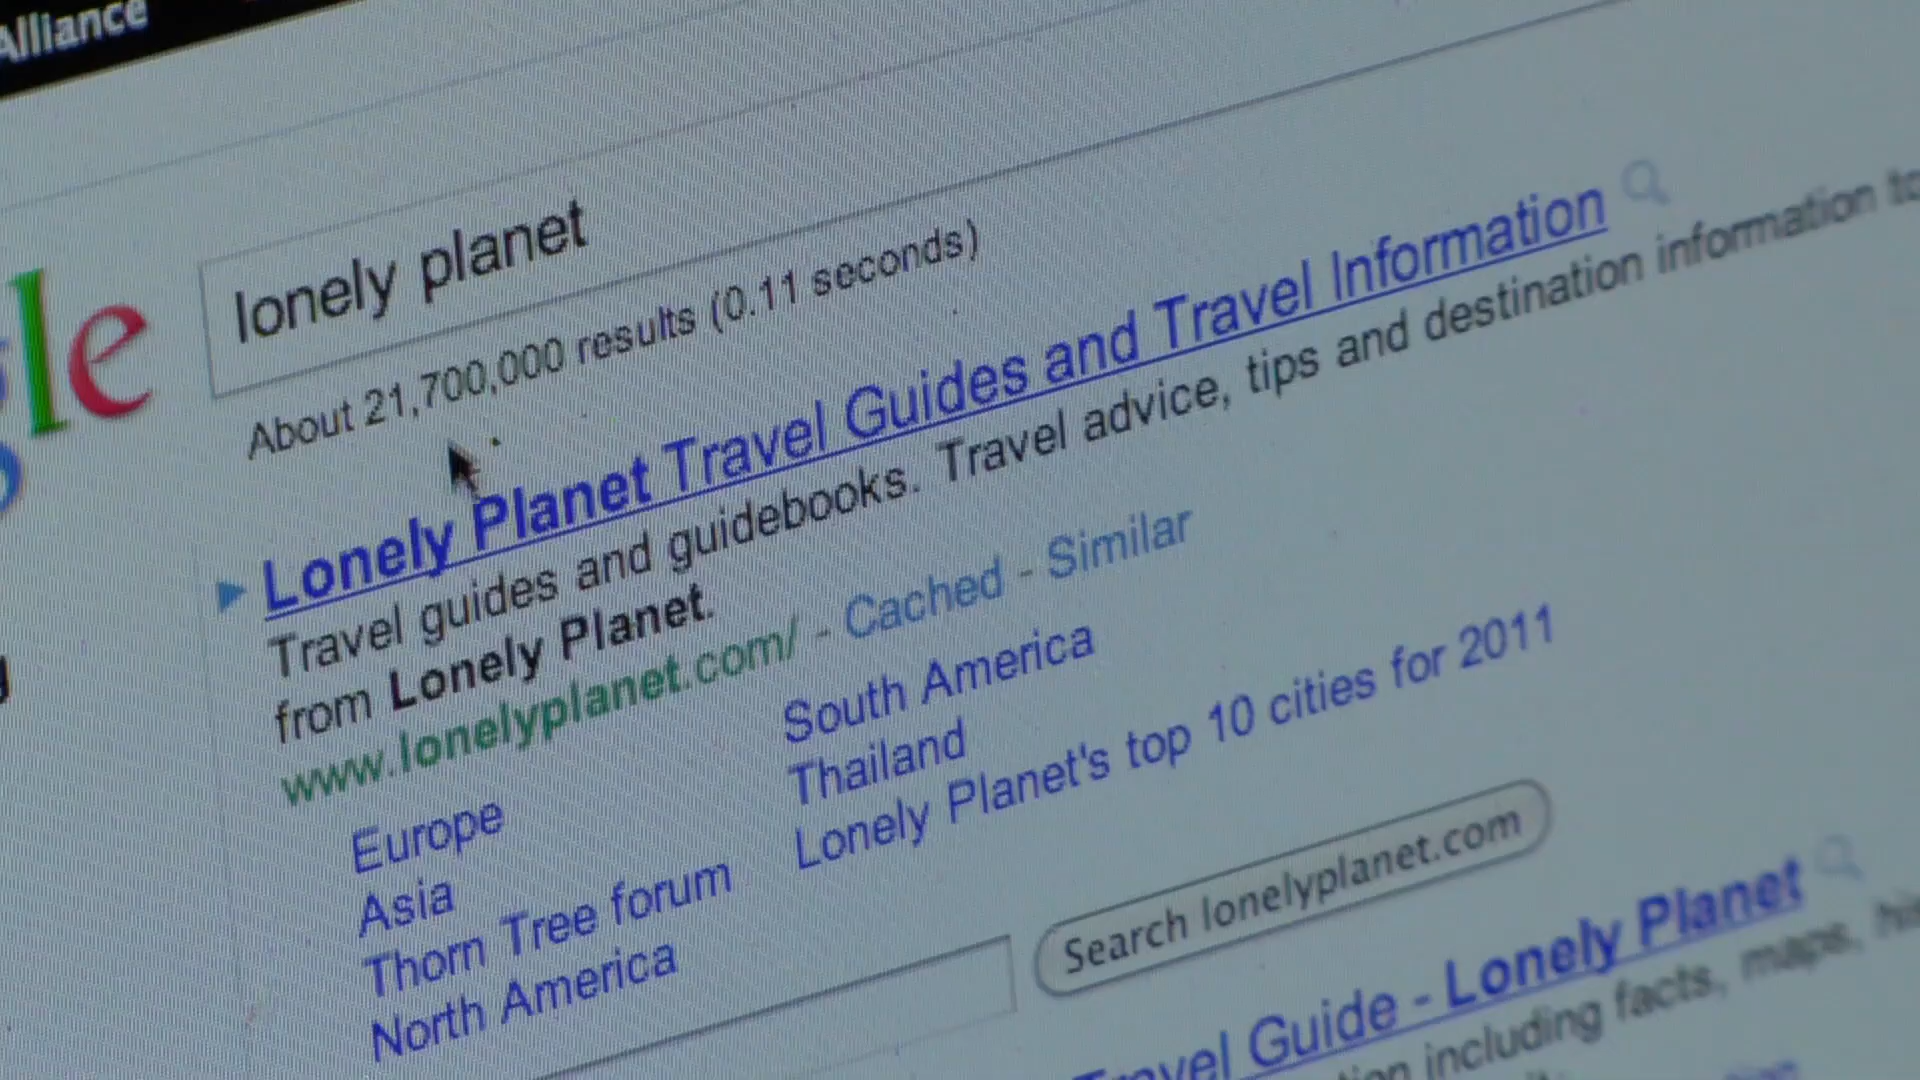 Alliance
le
lonely planet
About 21,700,000 results (0.11 seconds)
Lonely Planet Travel Guides and Travel Information
Travel guides and guidebooks. Travel advice, tips and destination information to
from Lonely Planet.
www.lonelyplanet.com/ - Cached - Similar
Europe
South America
Asia
Thailand
Thorn Tree forum
Lonely Planet's top 10 cities for 2011
North America
Search lonelyplanet.com
Travel Guide - Lonely Planet
including facts, maps,